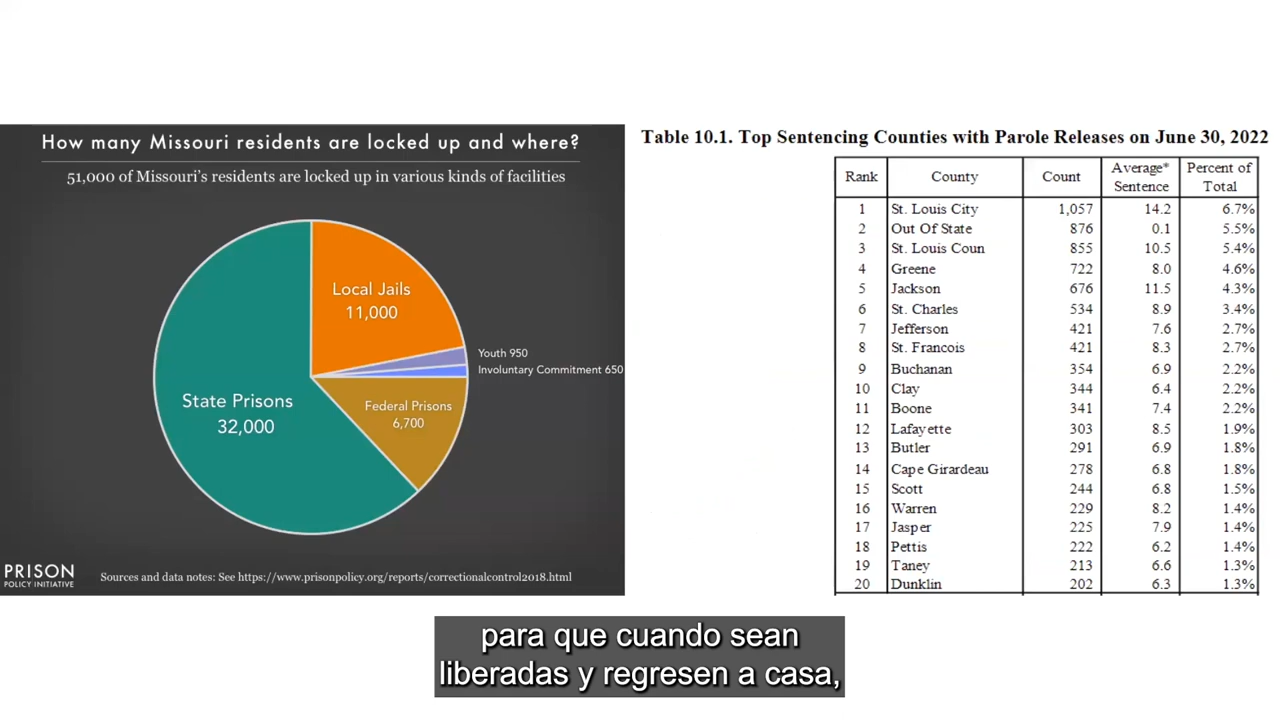 How many Missouri residents are locked up and where?
51,000 of Missouri's residents are locked up in various kinds of facilities
Local Jails
11,000
Youth 950
Involuntary Commitment 650
State Prisons
32,000
Federal Prisons
6,700
PRISON
POLICY INITIATIVE
Sources and data notes: See https://www.prisonpolicy.org/reports/correctionalcontrol2018.html
Table 10.1. Top Sentencing Counties with Parole Releases on June 30, 2022
Rank County Count Average* Sentence Percent of Total
1 St. Louis City 1,057 14.2 6.7%
2 Out Of State 876 0.1 5.5%
3 St. Louis Coun 855 10.5 5.4%
4 Greene 722 8.0 4.6%
5 Jackson 676 11.5 4.3%
6 St. Charles 534 8.9 3.4%
7 Jefferson 421 7.6 2.7%
8 St. Francois 421 8.3 2.7%
9 Buchanan 354 6.9 2.2%
10 Clay 344 6.4 2.2%
11 Boone 341 7.4 2.2%
12 Lafayette 303 8.5 1.9%
13 Butler 291 6.9 1.8%
14 Cape Girardeau 278 6.8 1.8%
15 Scott 244 6.8 1.5%
16 Warren 229 8.2 1.4%
17 Jasper 225 7.9 1.4%
18 Pettis 222 6.2 1.4%
19 Taney 213 6.6 1.3%
20 Dunklin 202 6.3 1.3%
para que cuando sean
liberadas y regresen a casa,